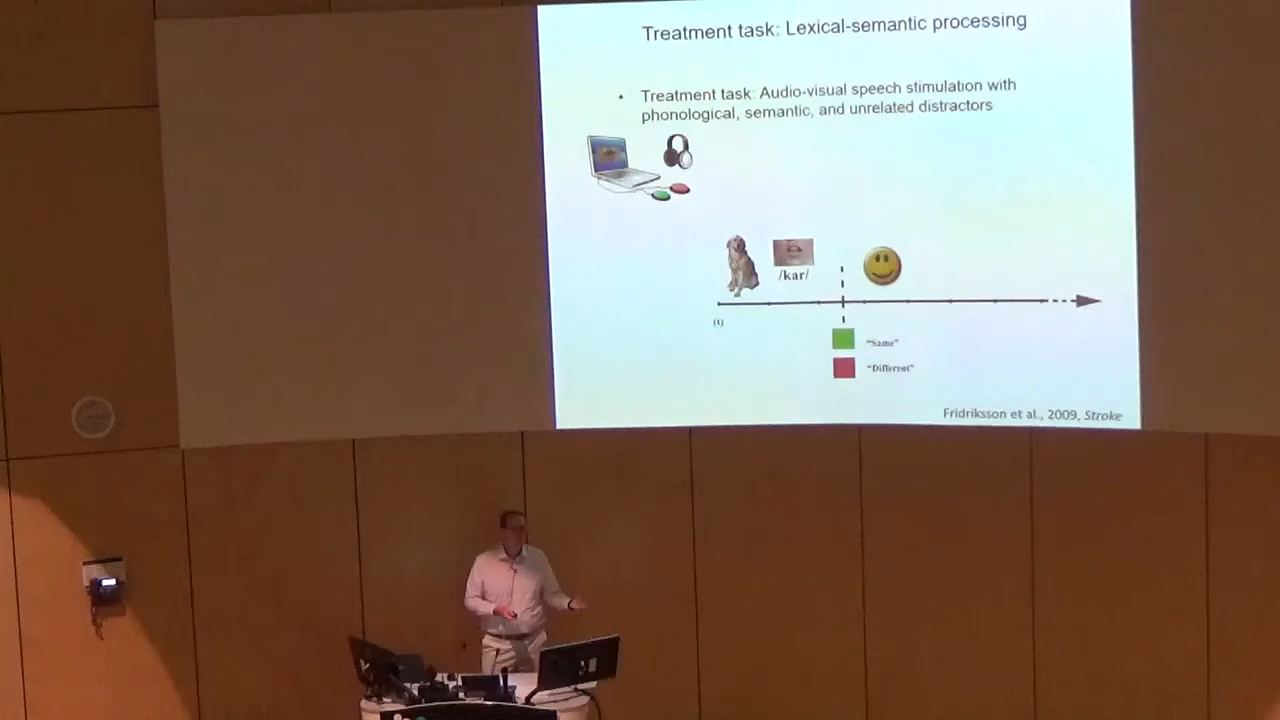 Treatment task: Lexical-semantic processing
• Treatment task: Audio-visual speech stimulation with
phonological, semantic, and unrelated distractors
/kar/
(t)
"Same"
"Different"
Fridriksson et al., 2009, Stroke